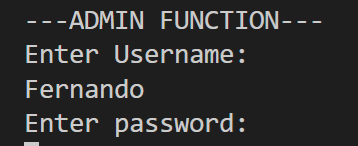 ---ADMIN FUNCTION---
Enter Username:
Fernando
Enter password: